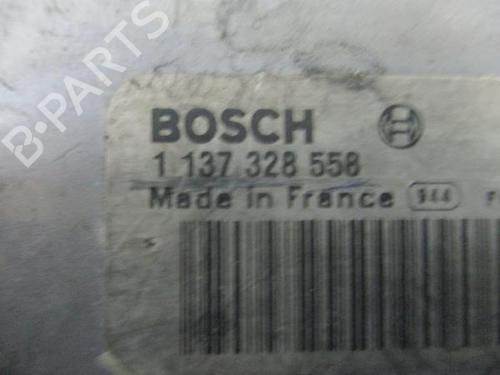 B-PARTS
BOSCH
1 137 328 558
Made in France 944 F
S